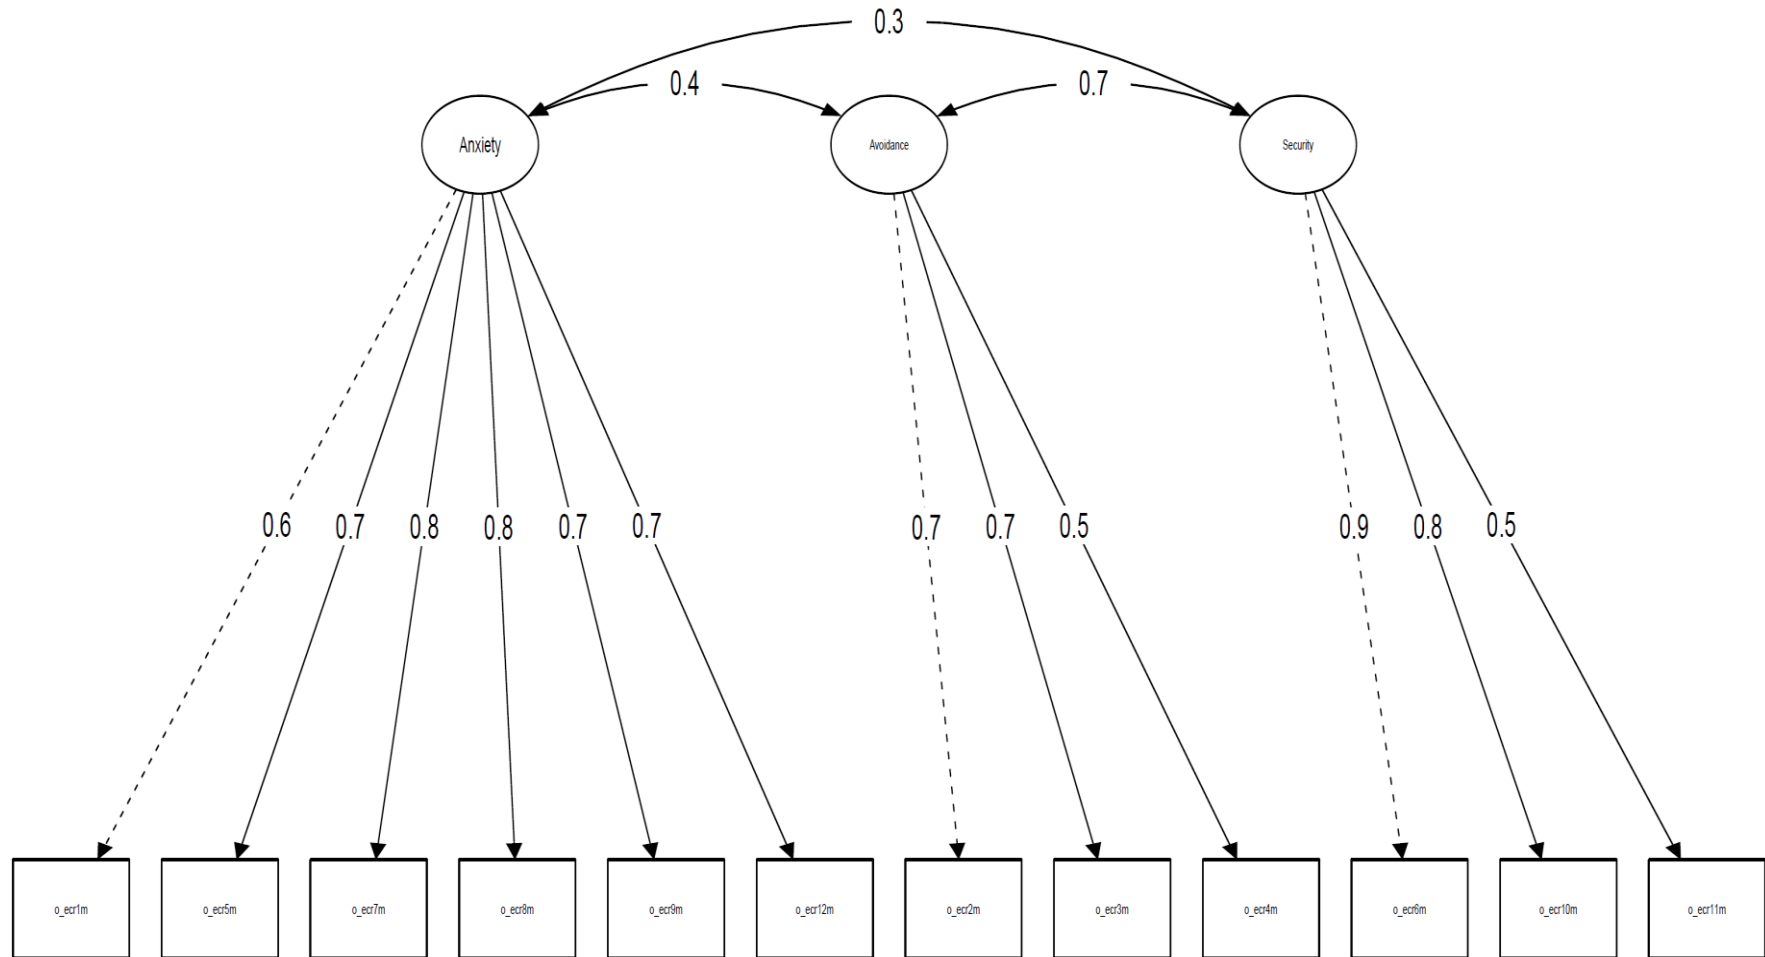 0.3
0.4 0.7
Anxiety Avoidance Security
0.6 0.7 0.8 0.8 0.7 0.7 0.7 0.7 0.5 0.9 0.8 0.5
o_ecr1m o_ecr5m o_ecr7m o_ecr8m o_ecr9m o_ecr12m o_ecr2m o_ecr3m o_ecr4m o_ecr6m o_ecr10m o_ecr11m